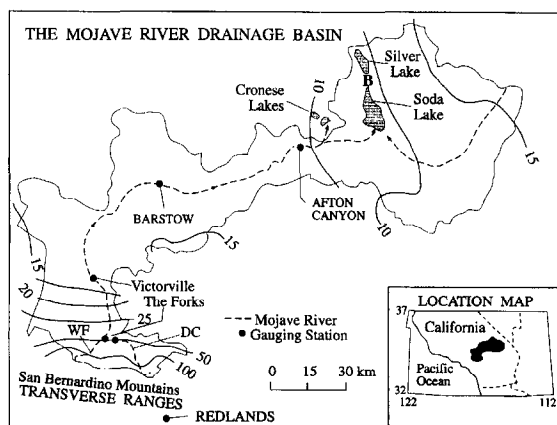 THE MOJAVE RIVER DRAINAGE BASIN
Silver
Lake
B
Soda
Lake
Cronese
Lakes
10
15
AFTON
CANYON
10
BARSTOW
15
15
20
Victorville
The Forks
25
WF
DC
50
100
San Bernardino Mountains
TRANSVERSE RANGES
REDLANDS
Mojave River
Gauging Station
0 15 30 km
LOCATION MAP
37
California
Pacific
Ocean
32
122
112